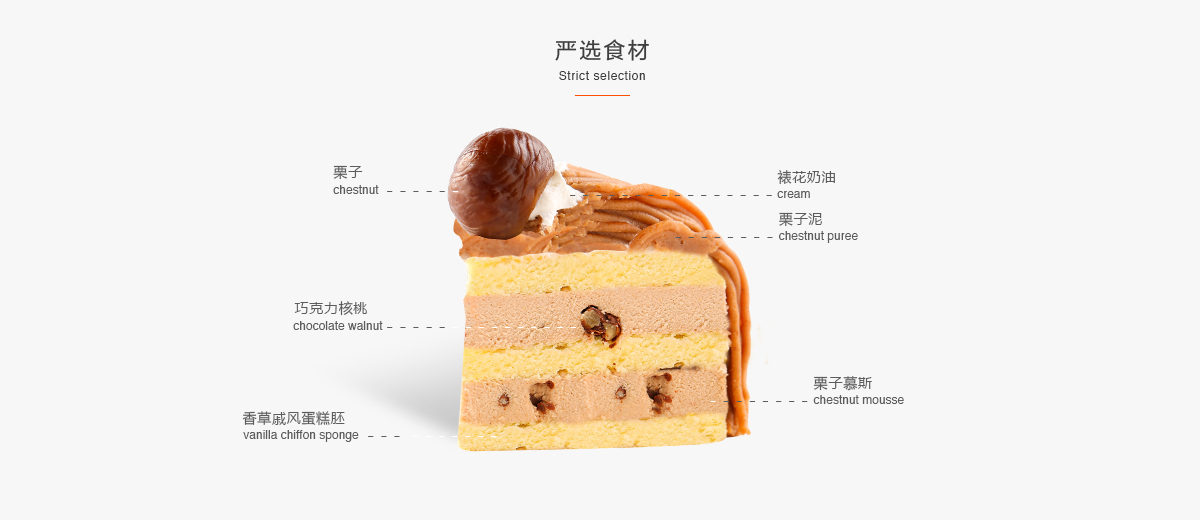 严选食材
Strict selection
栗子
chestnut
裱花奶油
cream
栗子泥
chestnut puree
巧克力核桃
chocolate walnut
栗子慕斯
chestnut mousse
香草戚风蛋糕胚
vanilla chiffon sponge